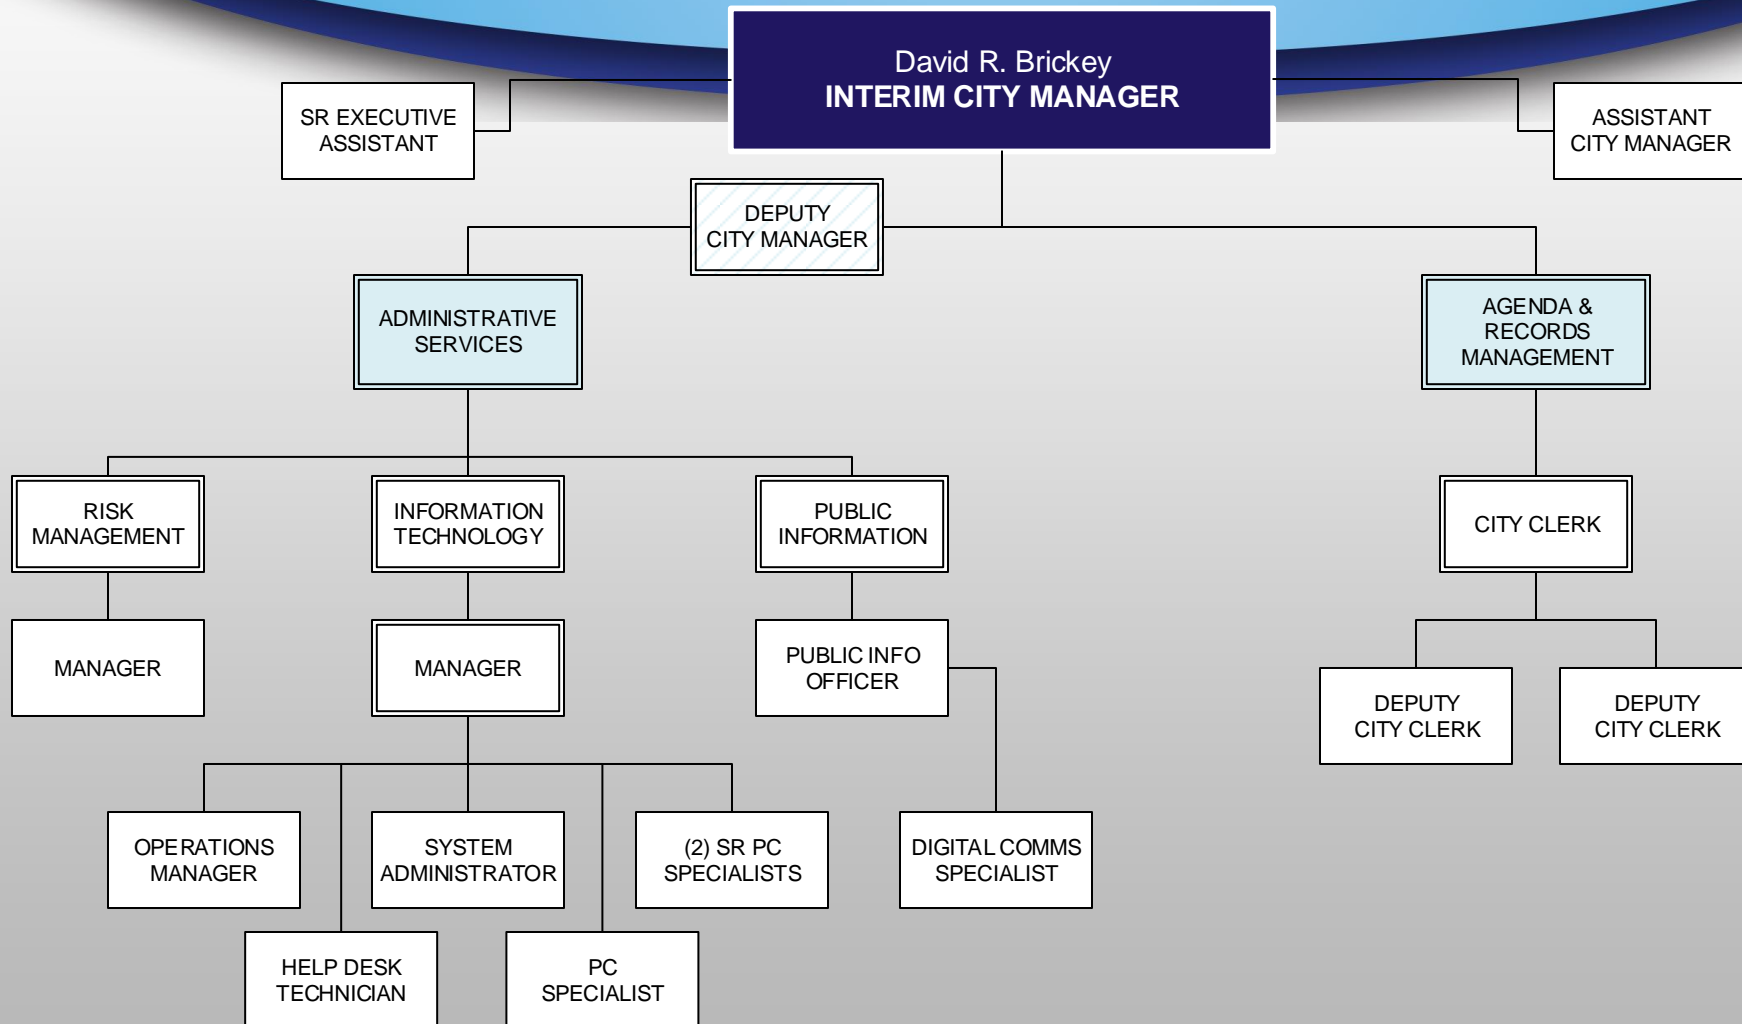 David R. Brickey
INTERIM CITY MANAGER
SR EXECUTIVE
ASSISTANT
ASSISTANT
CITY MANAGER
DEPUTY
CITY MANAGER
ADMINISTRATIVE
SERVICES
AGENDA &
RECORDS
MANAGEMENT
RISK
MANAGEMENT
INFORMATION
TECHNOLOGY
PUBLIC
INFORMATION
CITY CLERK
MANAGER
MANAGER
PUBLIC INFO
OFFICER
DEPUTY
CITY CLERK
DEPUTY
CITY CLERK
OPERATIONS
MANAGER
SYSTEM
ADMINISTRATOR
(2) SR PC
SPECIALISTS
DIGITAL COMMS
SPECIALIST
HELP DESK
TECHNICIAN
PC
SPECIALIST